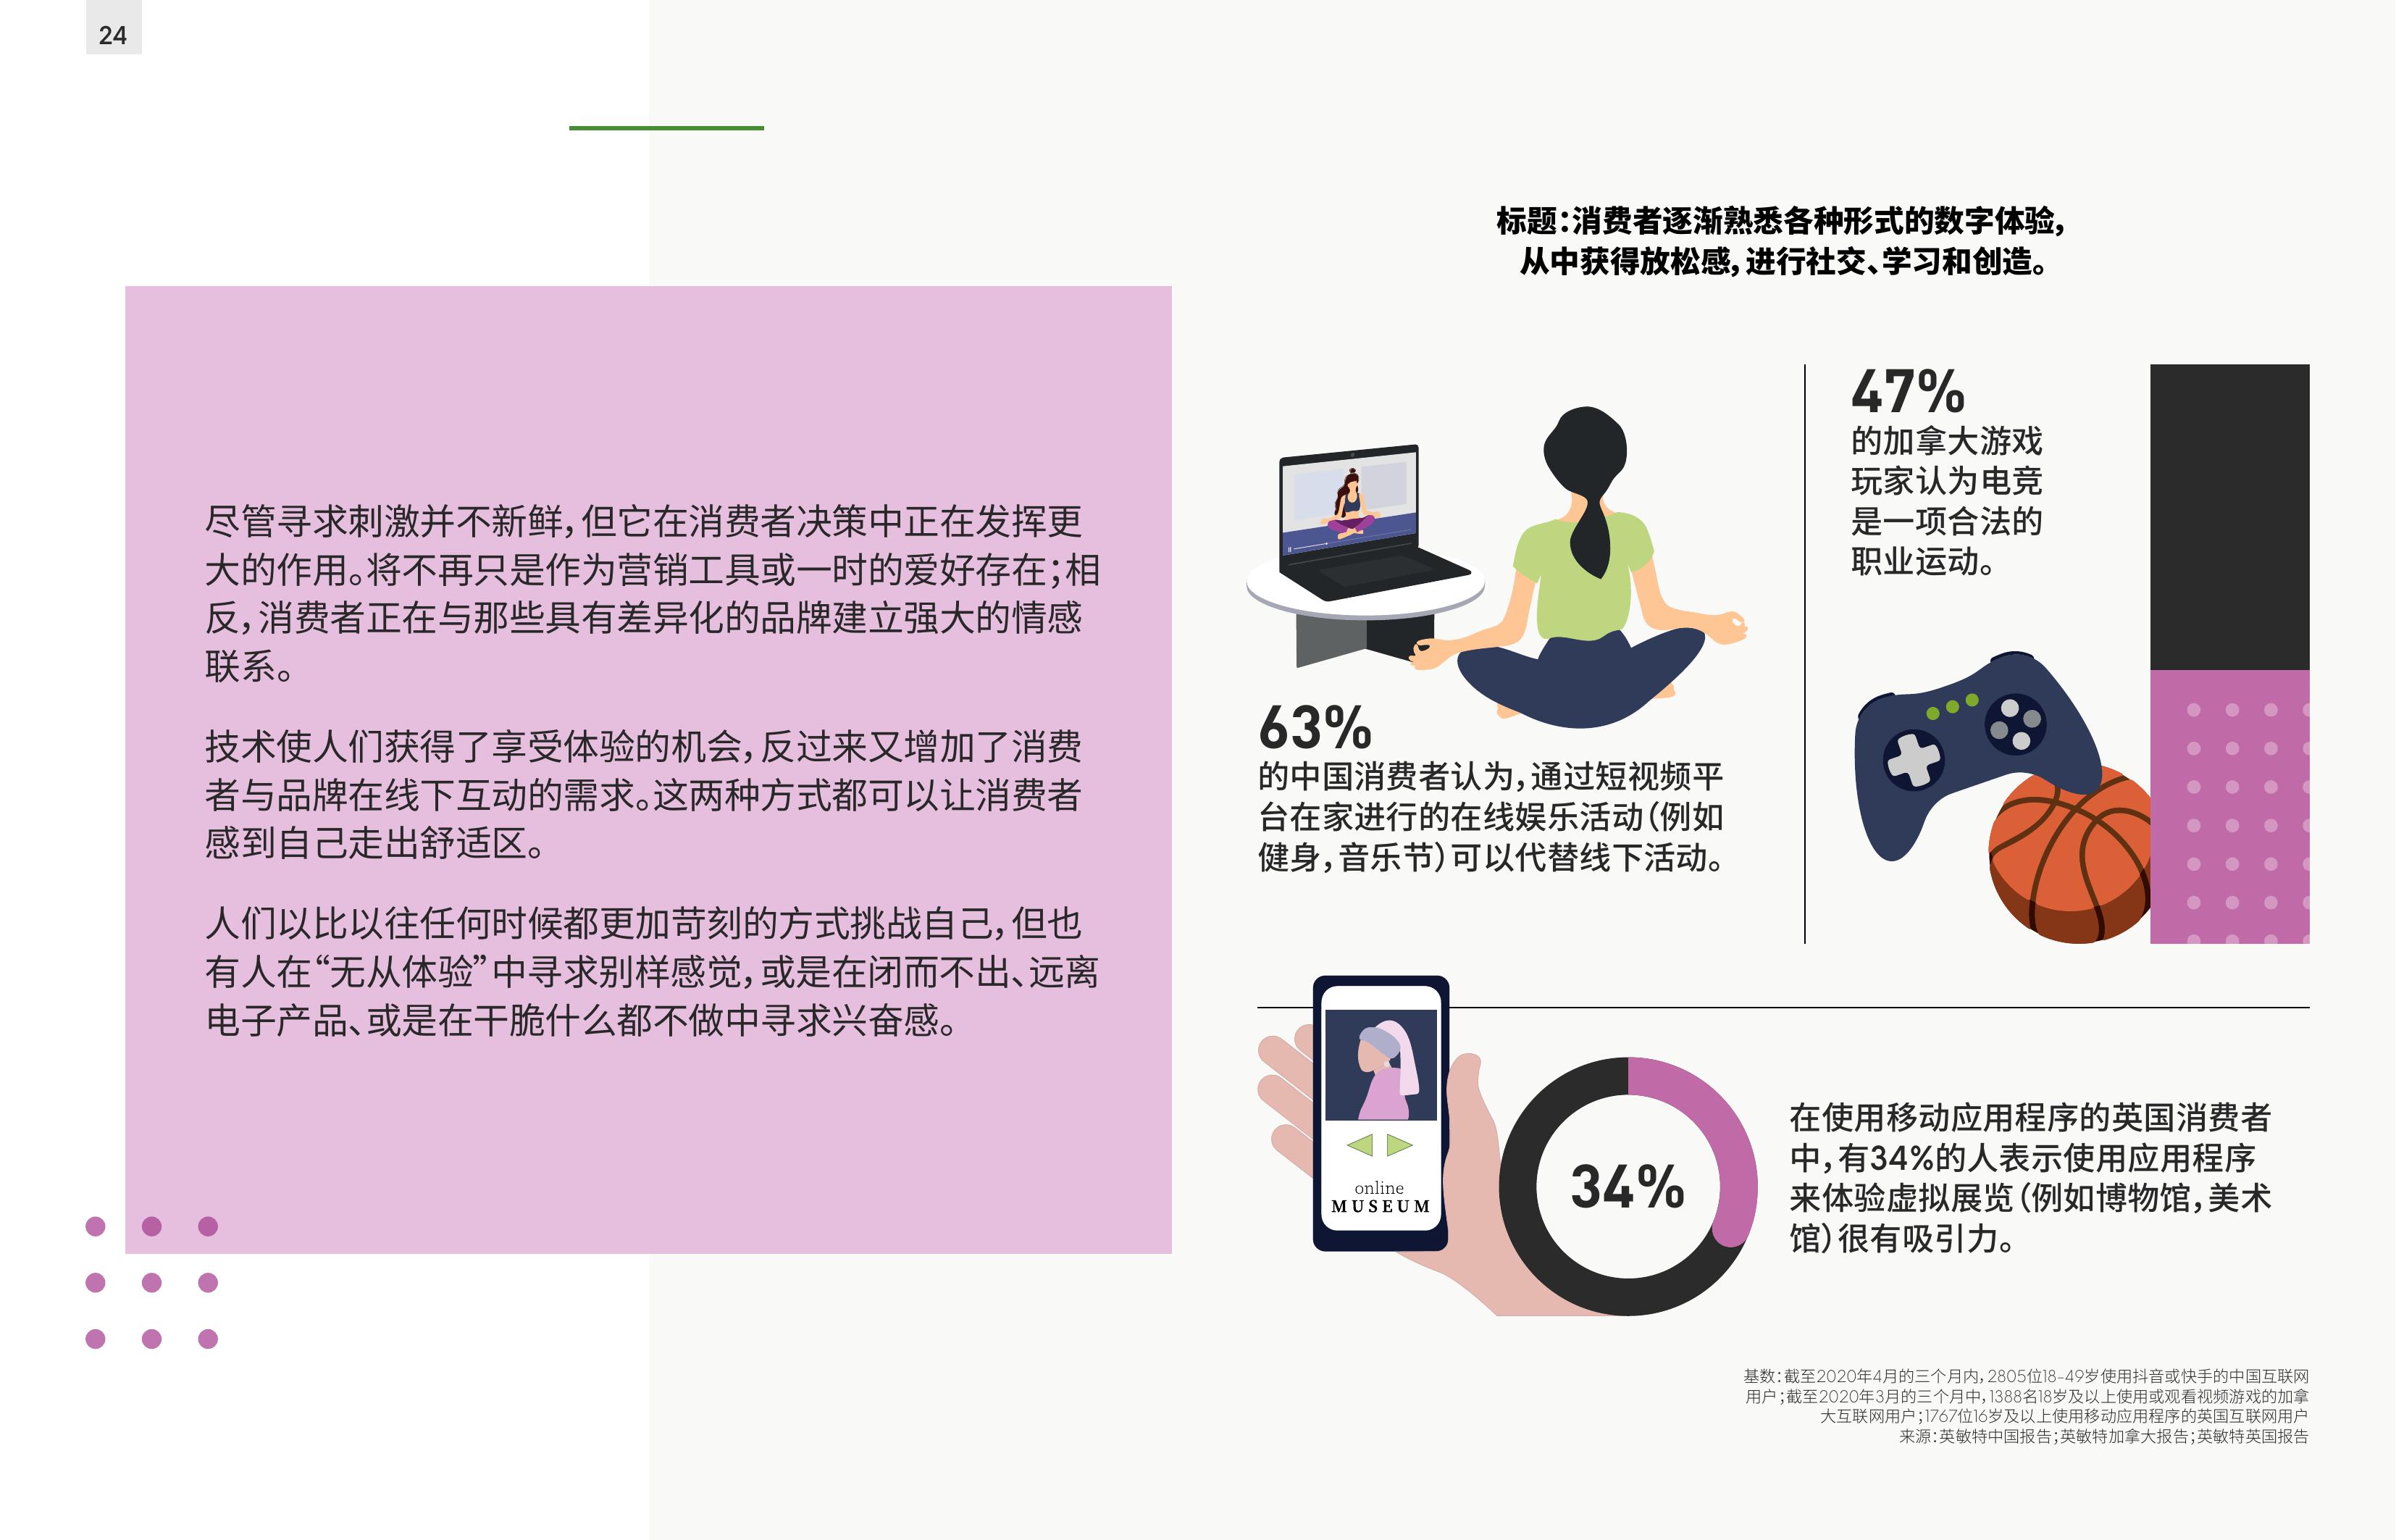 24
标题：消费者逐渐熟悉各种形式的数字体验，
从中获得放松感，进行社交、学习和创造。
尽管寻求刺激并不新鲜，但它在消费者决策中正在发挥更
大的作用。将不再只是作为营销工具或一时的爱好存在；相
反，消费者正在与那些具有差异化的品牌建立强大的情感
联系。
技术使人们获得了享受体验的机会，反过来又增加了消费
者与品牌在线下互动的需求。这两种方式都可以让消费者
感到自己走出舒适区。
人们以比以往任何时候都更加苛刻的方式挑战自己，但也
有人在“无从体验”中寻求别样感觉，或是在闭而不出、远离
电子产品、或是在干脆什么都不做中寻求兴奋感。
63%
的中国消费者认为，通过短视频平
台在家进行的在线娱乐活动（例如
健身，音乐节）可以代替线下活动。
47%
的加拿大游戏
玩家认为电竞
是一项合法的
职业运动。
online
MUSEUM
34%
在使用移动应用程序的英国消费者
中，有34%的人表示使用应用程序
来体验虚拟展览（例如博物馆，美术
馆）很有吸引力。
基数：截至2020年4月的三个月内，2805位18-49岁使用抖音或快手的中国互联网
用户；截至2020年3月的三个月中，1388名18岁及以上使用或观看视频游戏的加拿
大互联网用户；1767位16岁及以上使用移动应用程序的英国互联网用户
来源：英敏特中国报告；英敏特加拿大报告；英敏特英国报告